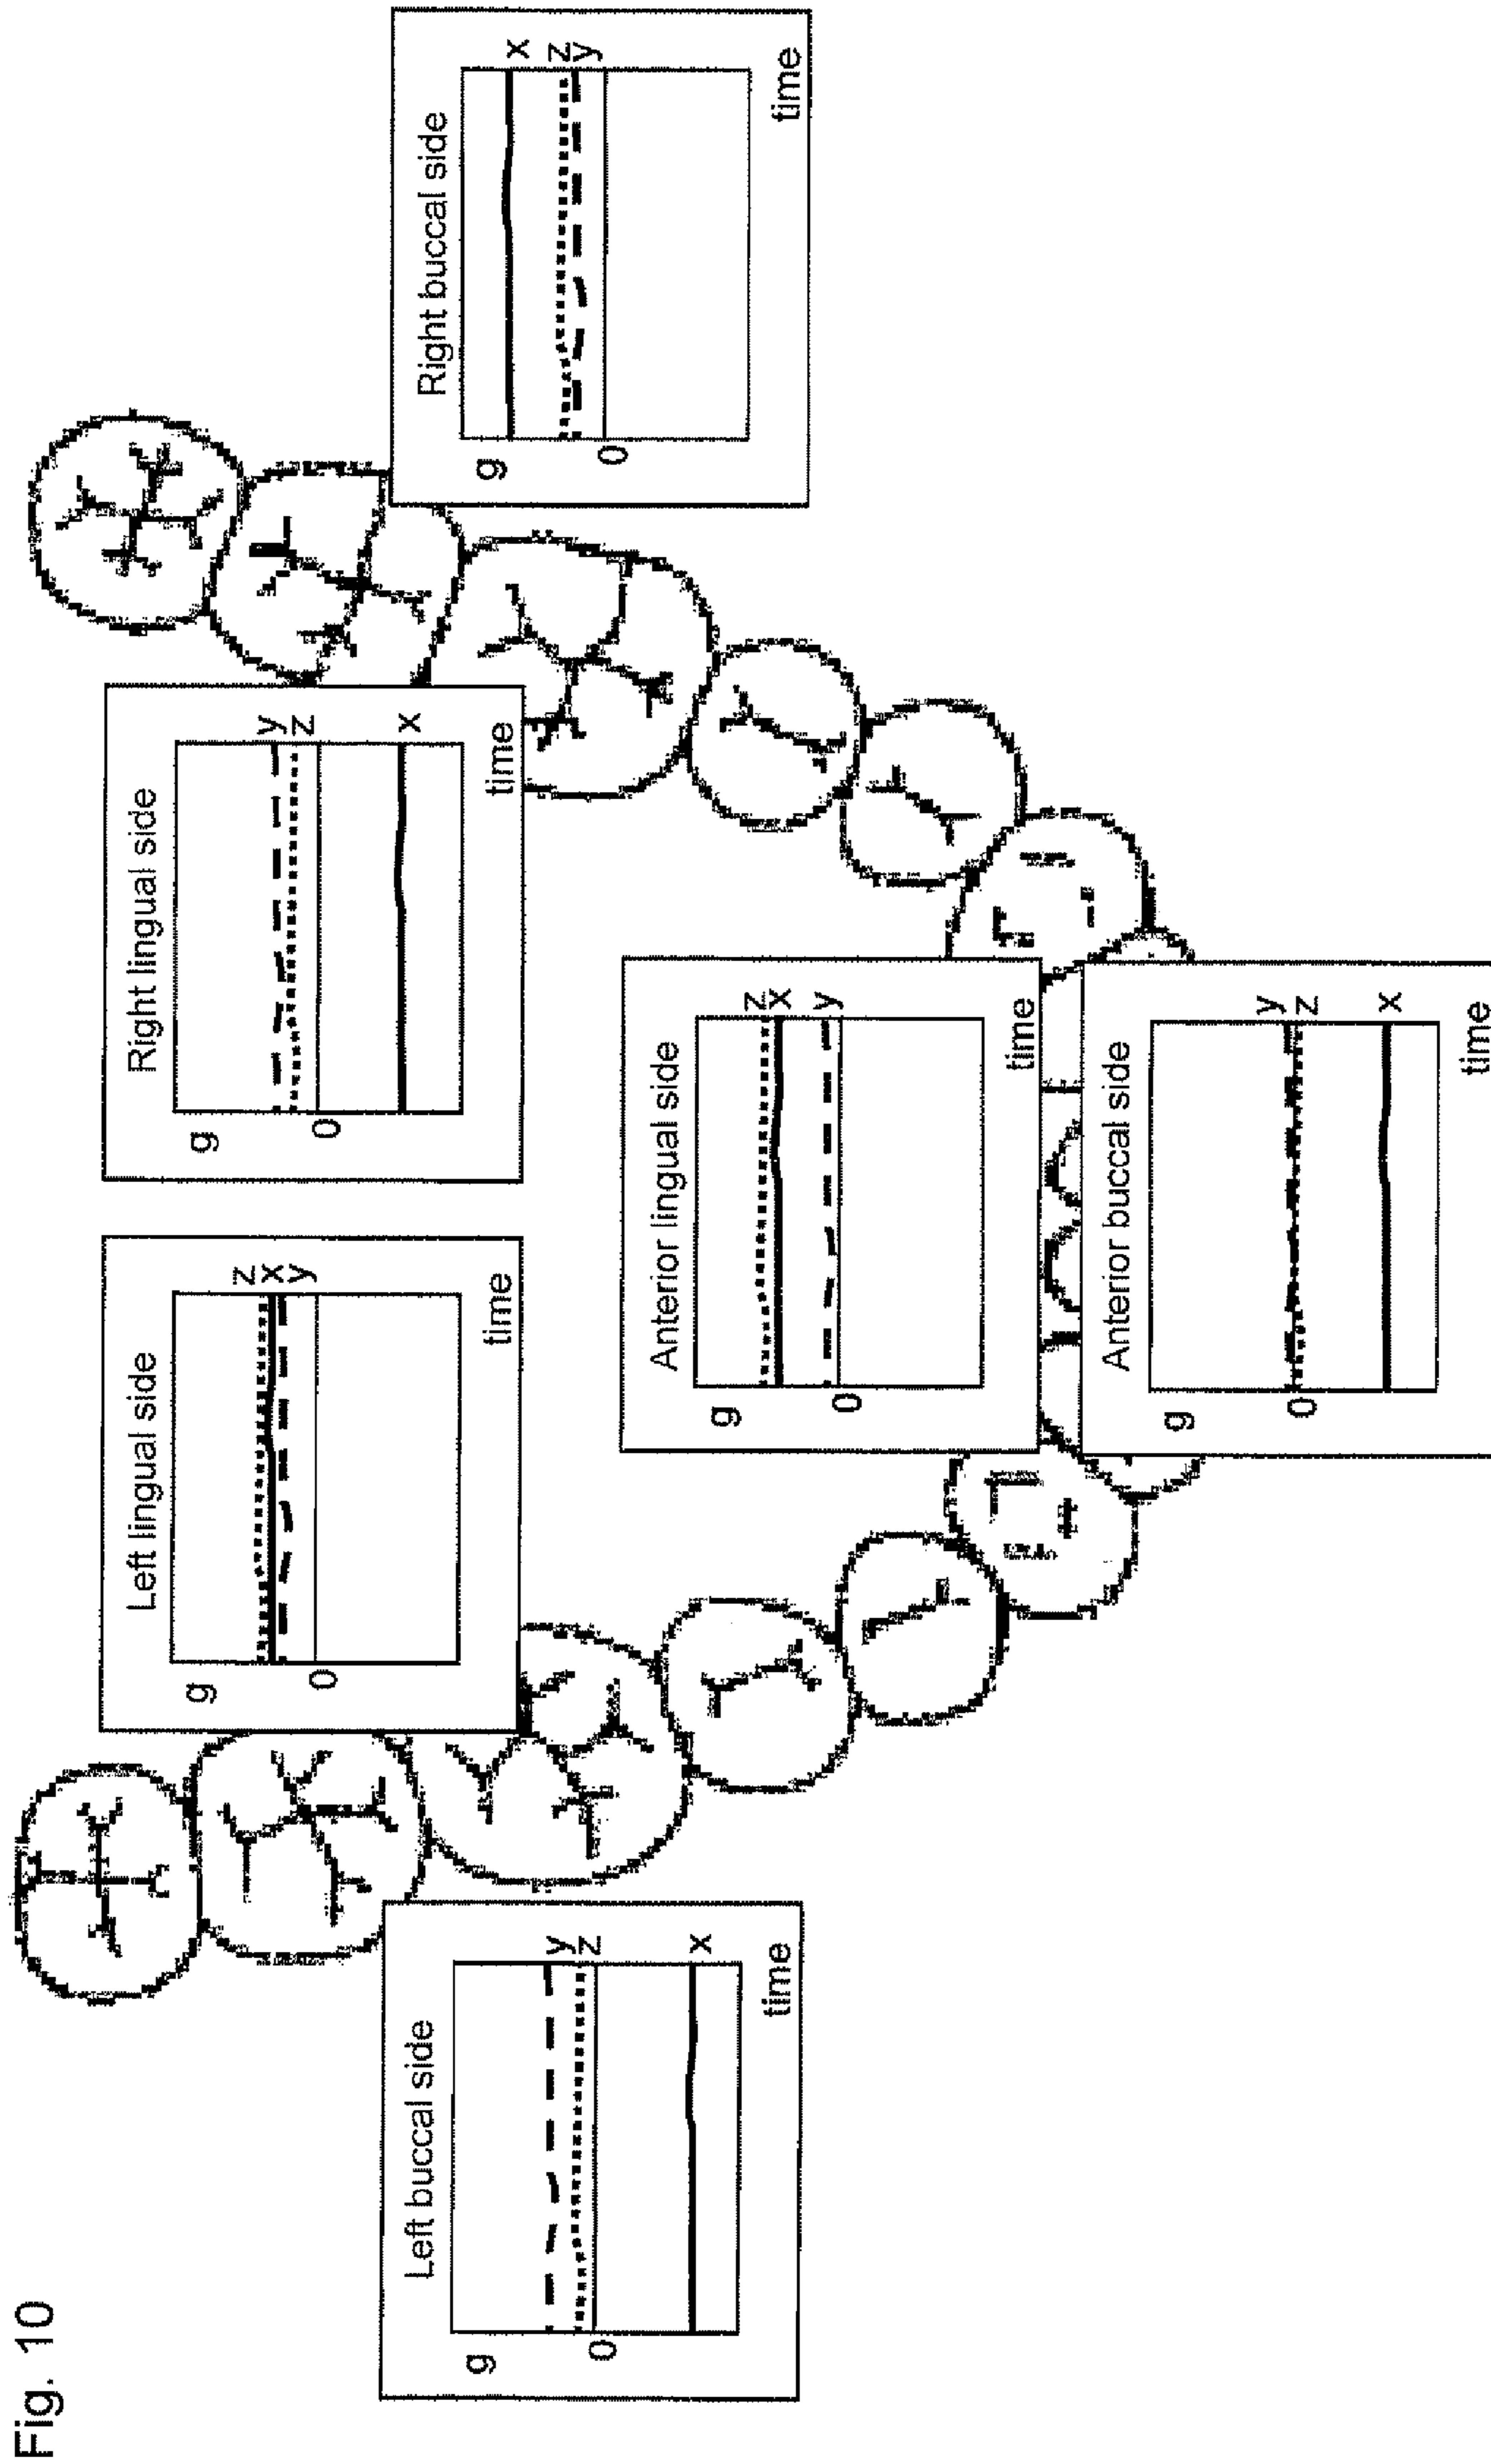 Fig. 10
Left lingual side
g
0
z
x
y
time
Right lingual side
g
0
y
z
x
time
Left buccal side
g
0
y
z
x
time
Right buccal side
g
0
x
z
y
time
Anterior lingual side
g
0
z
x
y
time
Anterior buccal side
g
0
y
z
x
time